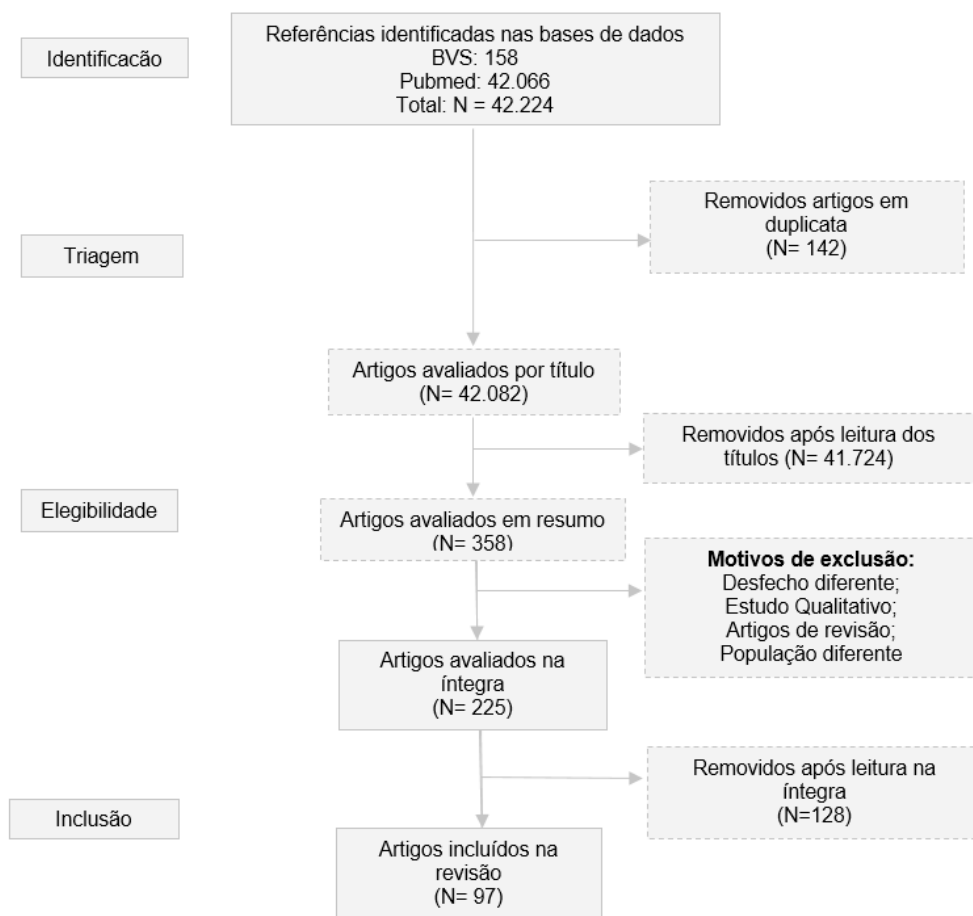 Identificacão
Referências identificadas nas bases de dados
BVS: 158
Pubmed: 42.066
Total: N = 42.224
Triagem
Removidos artigos em
duplicata
(N= 142)
Artigos avaliados por título
(N= 42.082)
Removidos após leitura dos
títulos (N= 41.724)
Elegibilidade
Artigos avaliados em resumo
(N= 358)
Motivos de exclusão:
Desfecho diferente;
Estudo Qualitativo;
Artigos de revisão;
População diferente
Artigos avaliados na
íntegra
(N= 225)
Removidos após leitura na
íntegra
(N=128)
Inclusão
Artigos incluídos na
revisão
(N= 97)